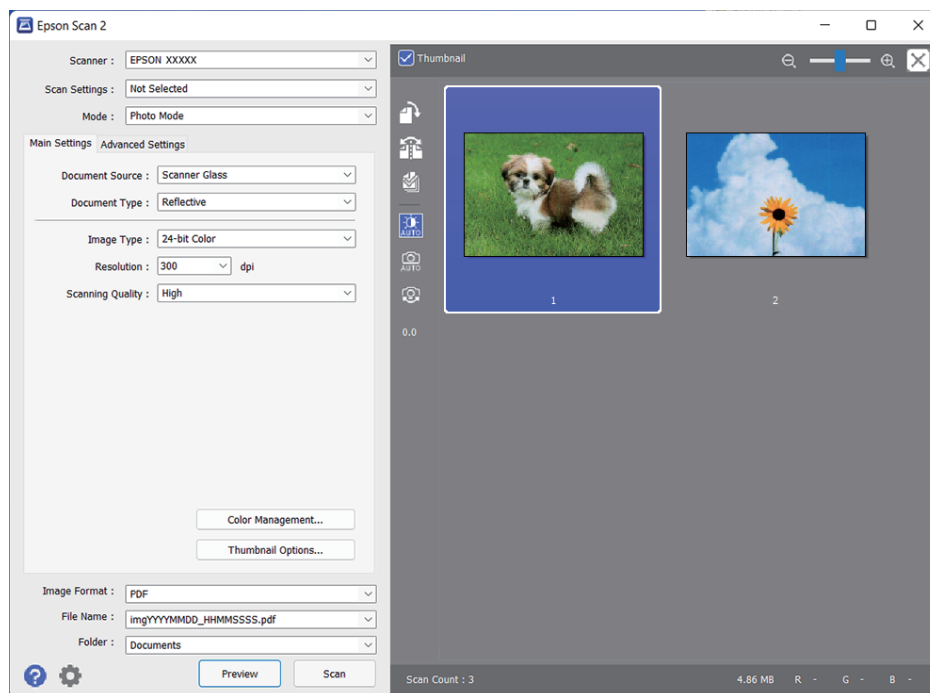 Epson Scan 2
Scanner : EPSON XXXXX
Scan Settings : Not Selected
Mode : Photo Mode
Main Settings Advanced Settings
Document Source : Scanner Glass
Document Type : Reflective
Image Type : 24-bit Color
Resolution : 300 dpi
Scanning Quality : High
Color Management...
Thumbnail Options...
Image Format : PDF
File Name : imgYYYYMMDD_HHMMSSSS.pdf
Folder : Documents
? Preview Scan
Thumbnail
AUTO
AUTO
0.0
1 2
Scan Count : 3 4.86 MB R - G - B -